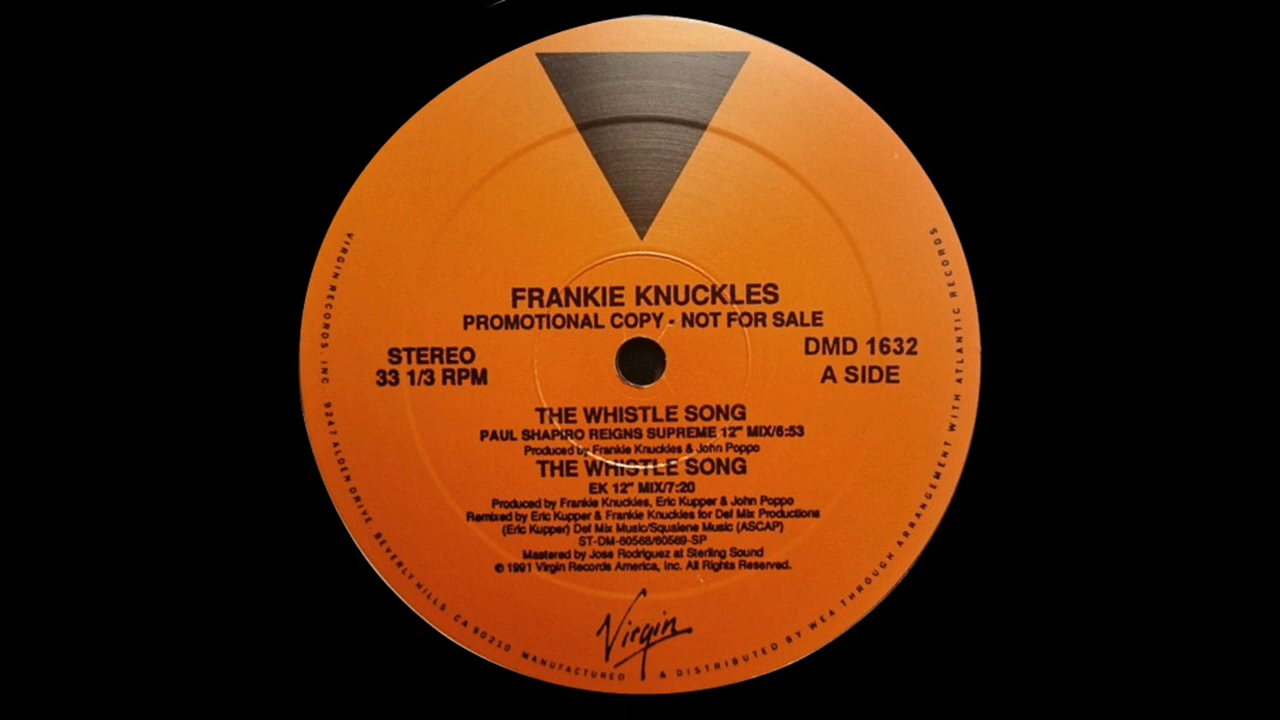 FRANKIE KNUCKLES
PROMOTIONAL COPY - NOT FOR SALE
STEREO
33 1/3 RPM
DMD 1632
A SIDE
THE WHISTLE SONG
PAUL SHAPIRO REIGNS SUPREME 12" MIX/6:53
Produced by Frankie Knuckles & John Poppo
THE WHISTLE SONG
EK 12" MIX/7:20
Produced by Frankie Knuckles, Eric Kupper & John Poppo
Remixed by Eric Kupper & Frankie Knuckles for Def Mix Productions
(Eric Kupper) Def Mix Music/Squalene Music (ASCAP)
ST-DM-60568/60569-SP
Mastered by Jose Rodriguez at Sterling Sound
© 1991 Virgin Records America, Inc. All Rights Reserved.
Virgin
VIRGIN RECORDS, INC. 9247 ALDEN DRIVE, BEVERLY HILLS, CA 90210 MANUFACTURED & DISTRIBUTED BY WEA THROUGH ARRANGEMENT WITH ATLANTIC RECORDS